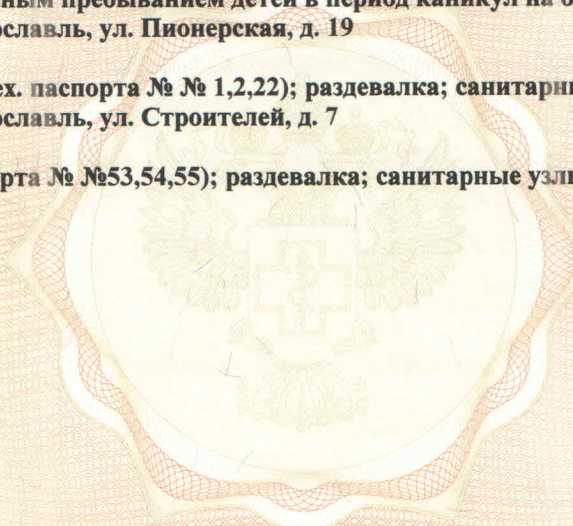 ным пребыванием детей в период каникул на
ославль, ул. Пионерская, д. 19
ех. паспорта № № 1,2,22); раздевалка; санитарн
ославль, ул. Строителей, д. 7
рта № №53,54,55); раздевалка; санитарные узл